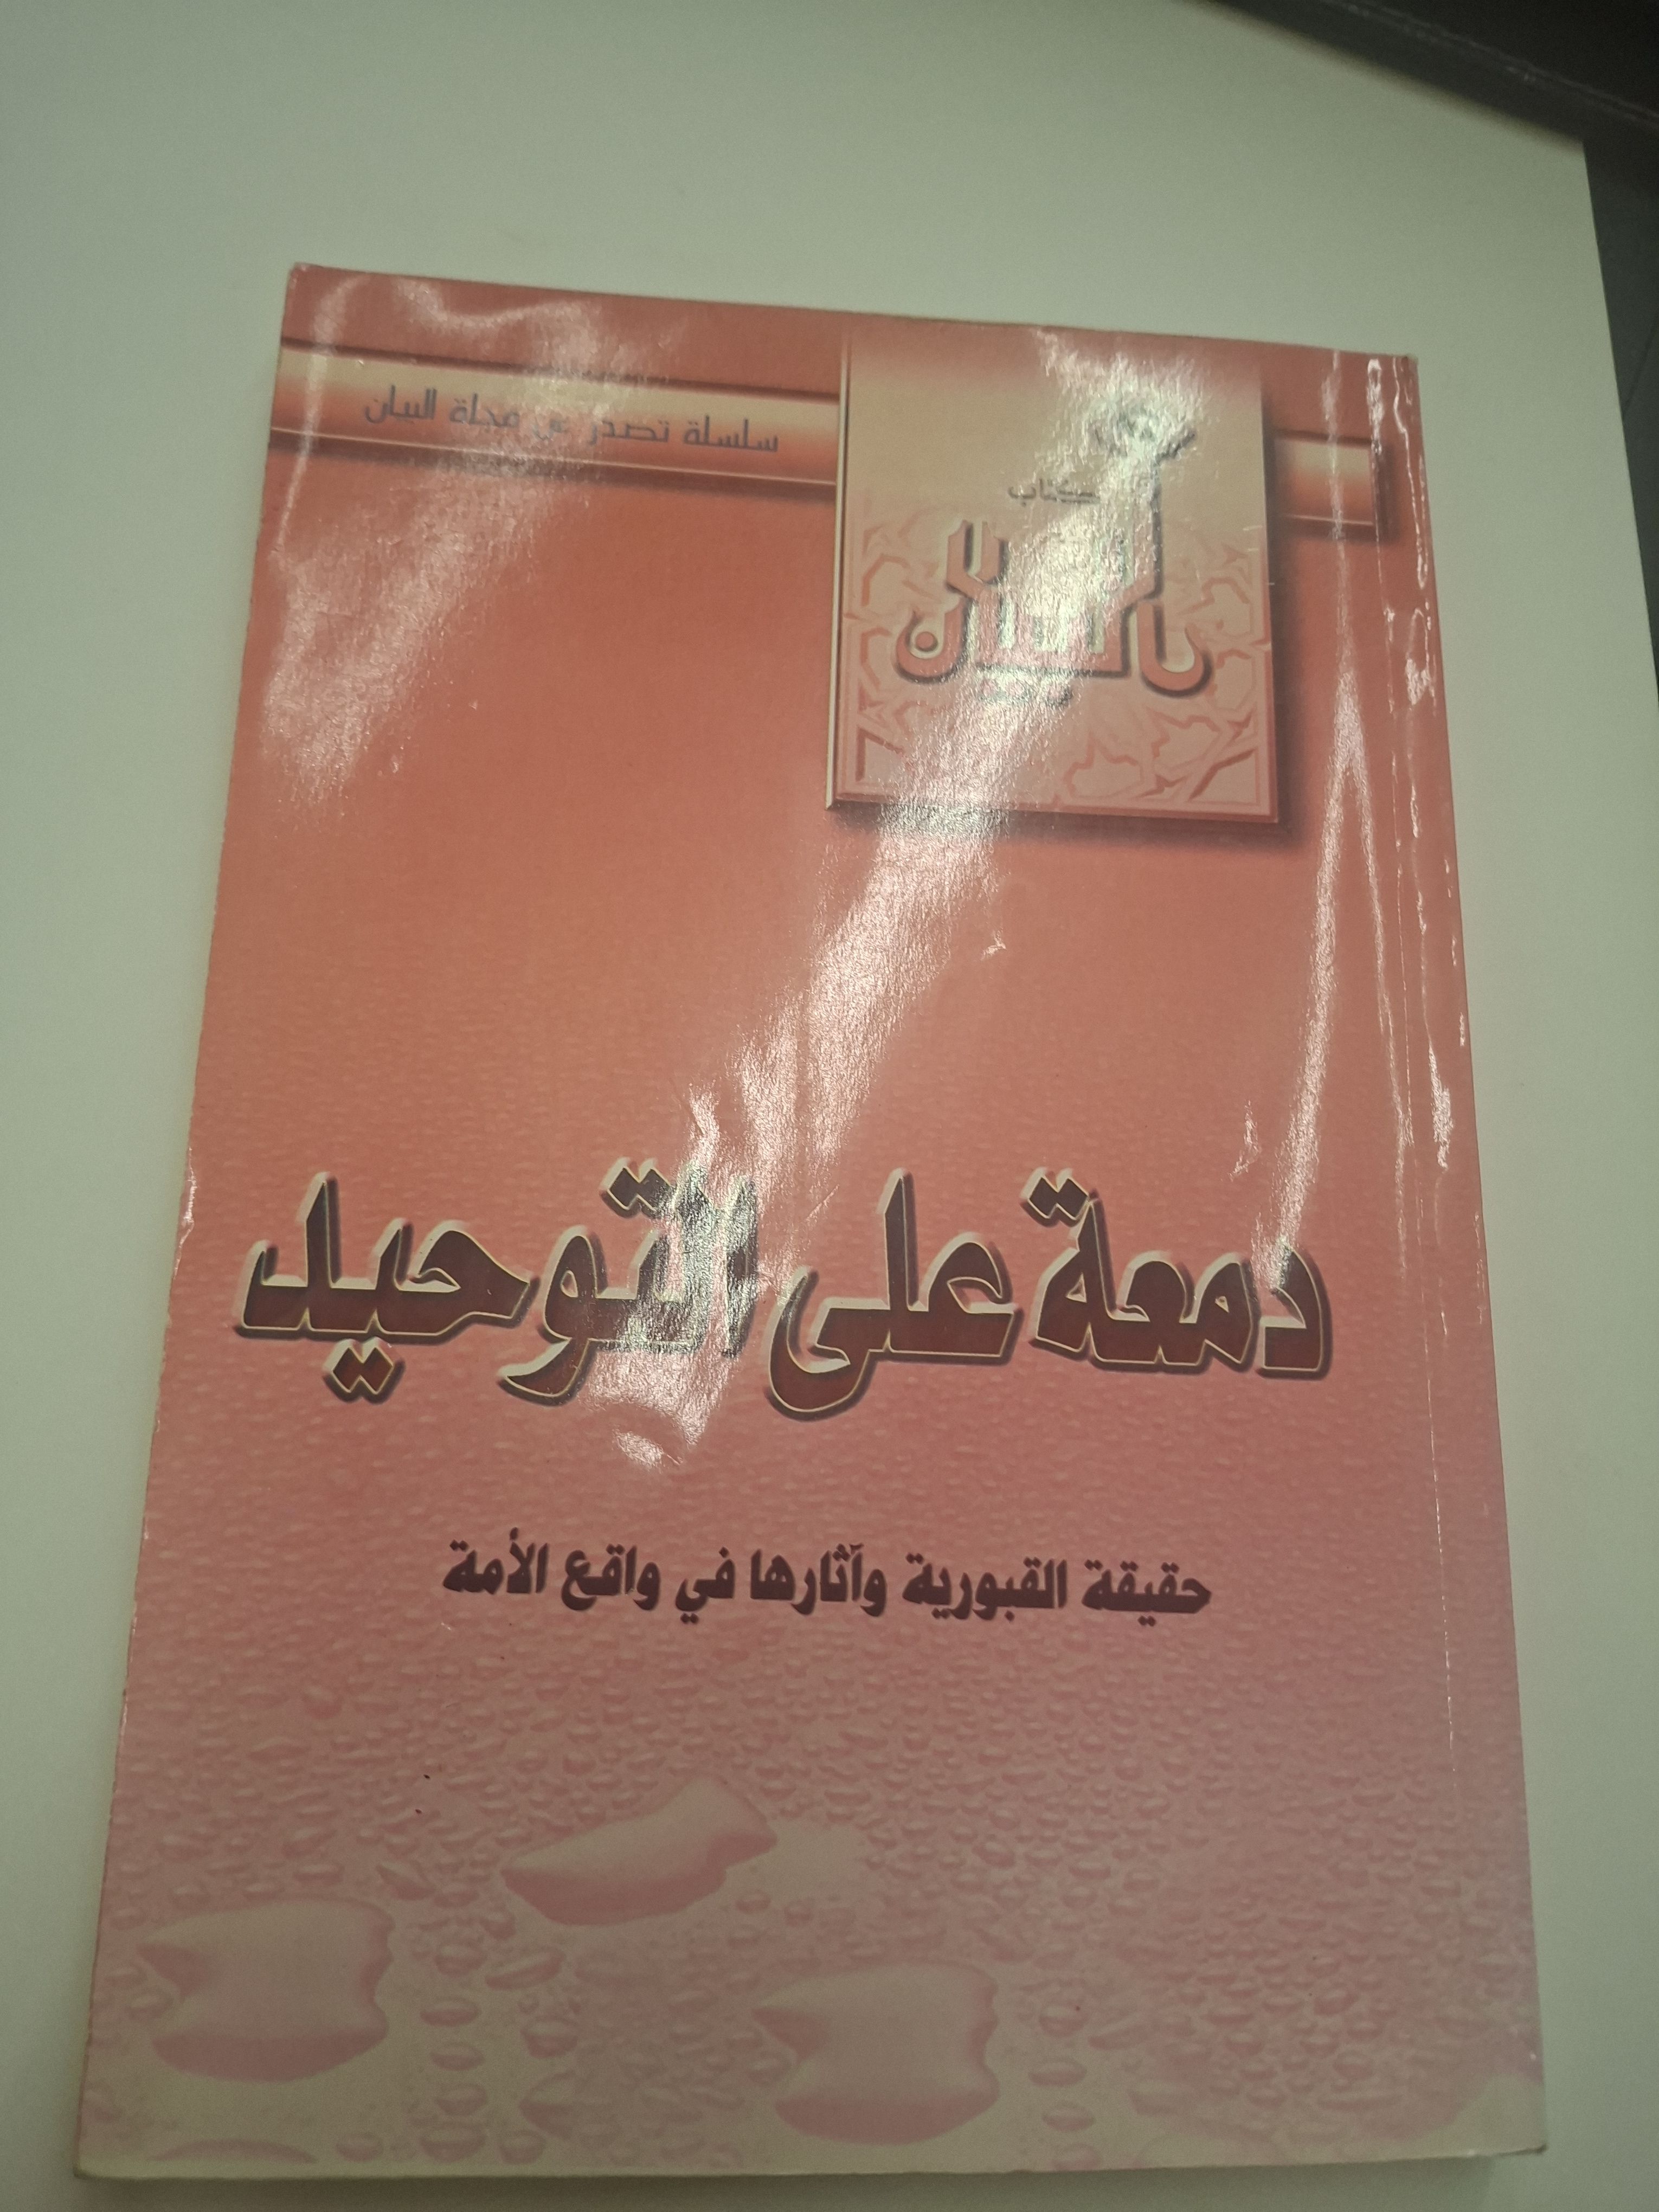 سلسلة تصدر عن مجلة البيان
كتاب
البيان
دمعة على التوحيد
حقيقة القبورية وآثارها في واقع الأمة